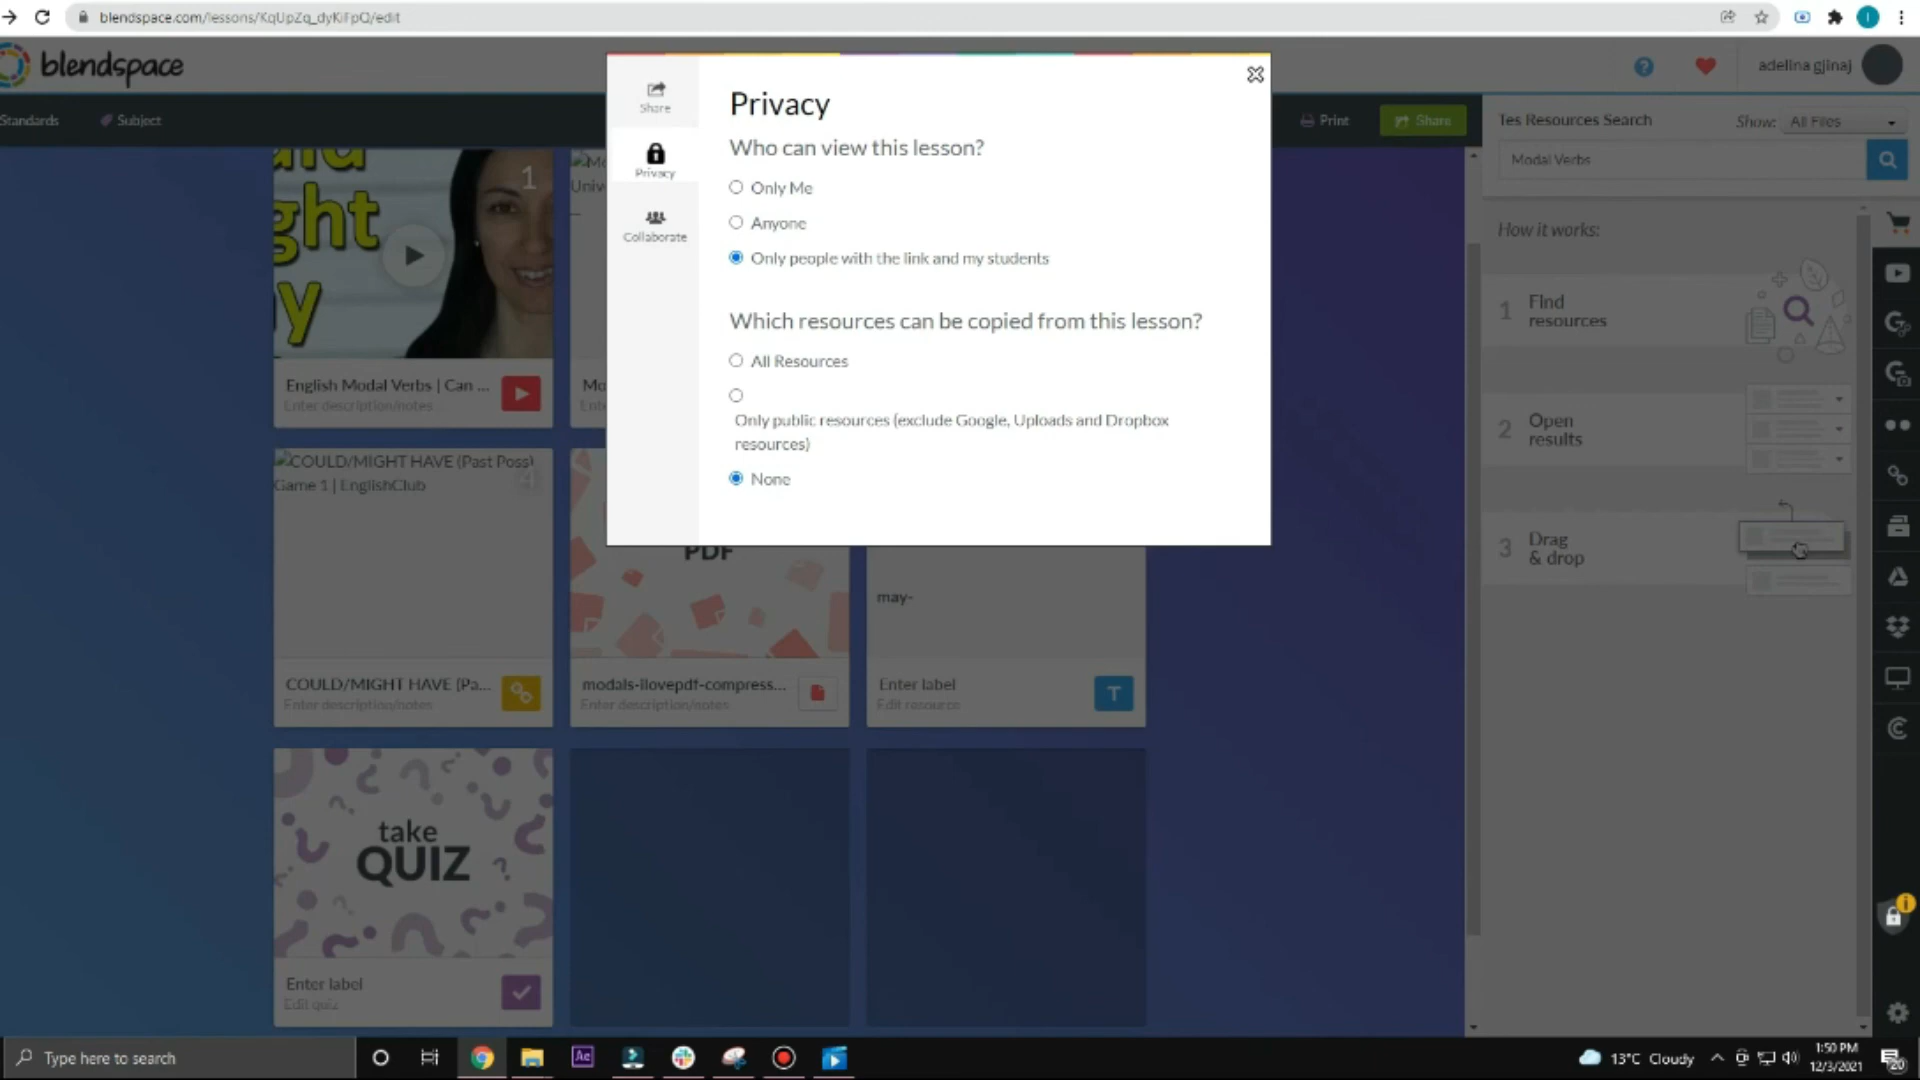 blendspace.com/lessons/KqUpZq_dyKiFpQ/edit
blendspace
adelina gjinaj
Standards
Subject
Print
Share
Tes Resources Search
Show: All Files
Modal Verbs
Share
Privacy
Collaborate
Privacy
Who can view this lesson?
Only Me
Anyone
Only people with the link and my students
Which resources can be copied from this lesson?
All Resources
Only public resources (exclude Google, Uploads and Dropbox
resources)
None
How it works:
1 Find
resources
2 Open
results
3 Drag
& drop
ght
1
English Modal Verbs | Can ...
Enter description/notes
COULD/MIGHT HAVE (Past Poss)
Game 1 | EnglishClub
4
COULD/MIGHT HAVE (Pa...
Enter description/notes
PDF
modals-ilovepdf-compress...
Enter description/notes
may-
Enter label
Edit resource
T
take
QUIZ
Enter label
Edit quiz
Type here to search
Ae
13°C Cloudy
1:50 PM
12/3/2021
20